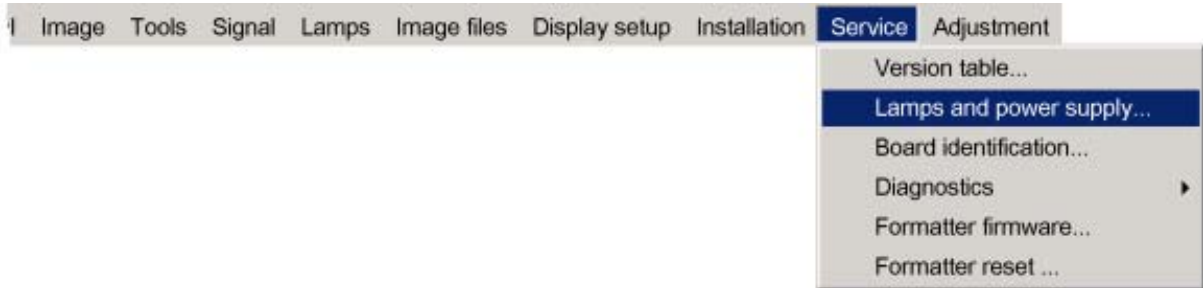 Image Tools Signal Lamps Image files Display setup Installation Service Adjustment
Version table...
Lamps and power supply...
Board identification...
Diagnostics
Formatter firmware...
Formatter reset ...